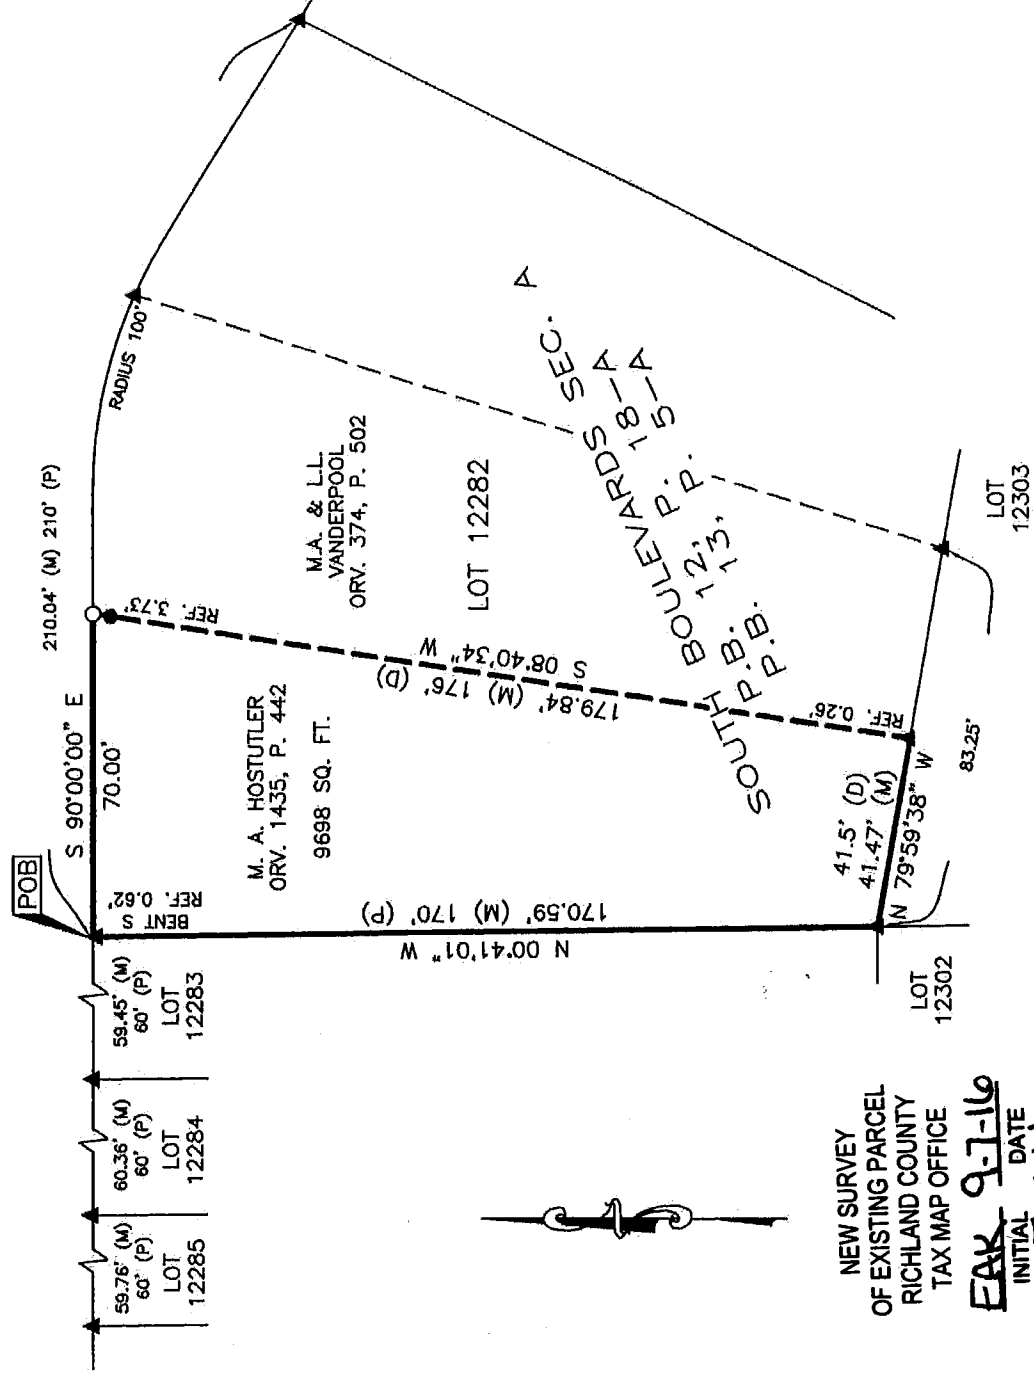 210.04' (M) 210' (P)
RADIUS 100'
POB
S 90°00'00" E
70.00'
REF. 3.73'
BENT S
REF. 0.62'
M.A. & L.L.
VANDERPOOL
ORV. 374, P. 502
LOT 12282
M. A. HOSTUTLER
ORV. 1435, P. 442
9698 SQ. FT.
S 08°40'34" W
179.84' (M) 176' (D)
REF. 0.26'
SOUTH BOULEVARDS SEC. A
P.B. 12, P. 18-A
P.B. 13, P. 5-A
170.59' (M) 170' (P)
N 00°41'01" W
41.5' (D)
41.47' (M)
N 79°59'38" W
83.25'
LOT
12303
LOT
12302
59.45' (M)
60' (P)
LOT
12283
60.36' (M)
60' (P)
LOT
12284
59.76' (M)
60' (P)
LOT
12285
NEW SURVEY
OF EXISTING PARCEL
RICHLAND COUNTY
TAX MAP OFFICE
EAK 9-7-16
INITIAL DATE